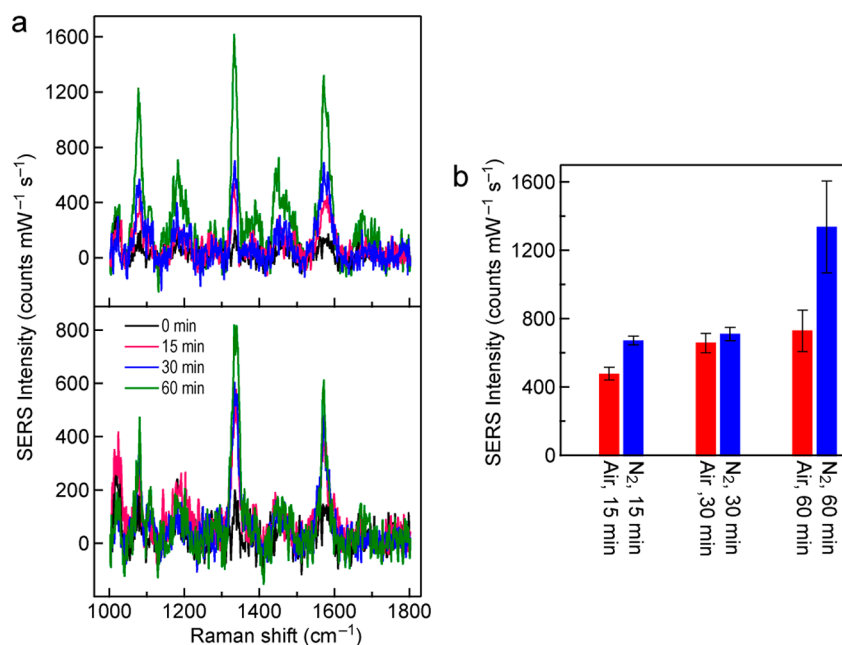 a
1600
1200
800
400
0
800
600
400
200
0
SERS Intensity (counts mW⁻¹ s⁻¹)
0 min
15 min
30 min
60 min
1000 1200 1400 1600 1800
Raman shift (cm⁻¹)
b
1600
1200
800
400
0
SERS Intensity (counts mW⁻¹ s⁻¹)
Air, 15 min
N₂, 15 min
Air ,30 min
N₂, 30 min
Air, 60 min
N₂, 60 min